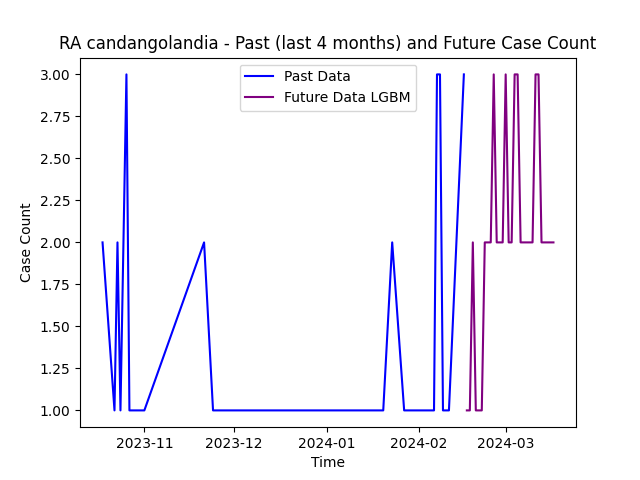 RA candangolandia - Past (last 4 months) and Future Case Count
Past Data
Future Data LGBM
Case Count
3.00
2.75
2.50
2.25
2.00
1.75
1.50
1.25
1.00
2023-11
2023-12
2024-01
2024-02
2024-03
Time